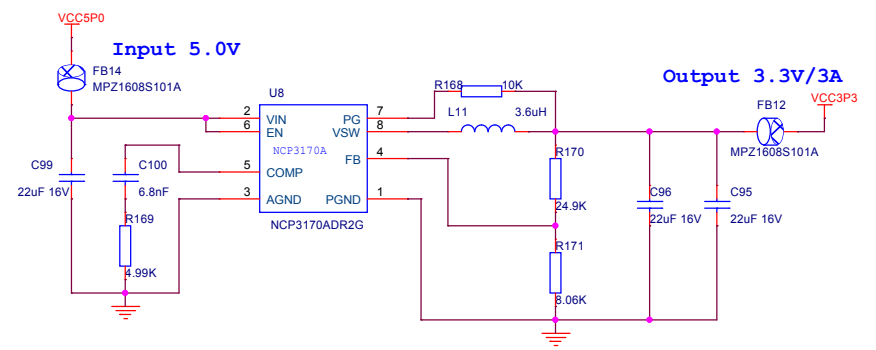 VCC5P0
Input 5.0V
FB14
MPZ1608S101A
Output 3.3V/3A
VCC3P3
FB12
MPZ1608S101A
U8
R168
10K
L11
3.6uH
2
VIN
6
EN
NCP3170A
PG
7
VSW
8
FB
4
5
COMP
3
AGND
PGND
1
NCP3170ADR2G
C99
22uF 16V
C100
6.8nF
R169
4.99K
R170
24.9K
R171
8.06K
C96
22uF 16V
C95
22uF 16V